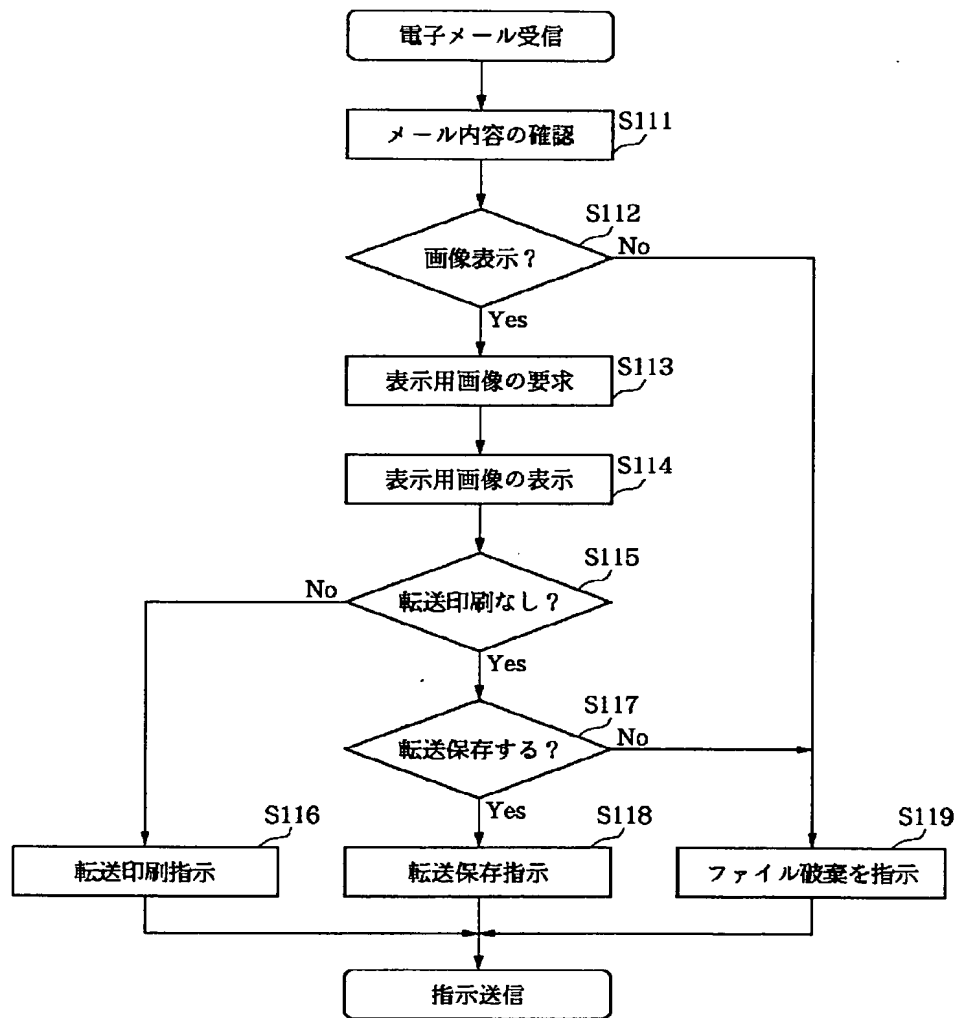 電子メール受信
メール内容の確認
S111
画像表示?
S112
No
Yes
表示用画像の要求
S113
表示用画像の表示
S114
転送印刷なし?
S115
No
Yes
転送保存する?
S117
No
Yes
転送印刷指示
S116
転送保存指示
S118
ファイル破棄を指示
S119
指示送信